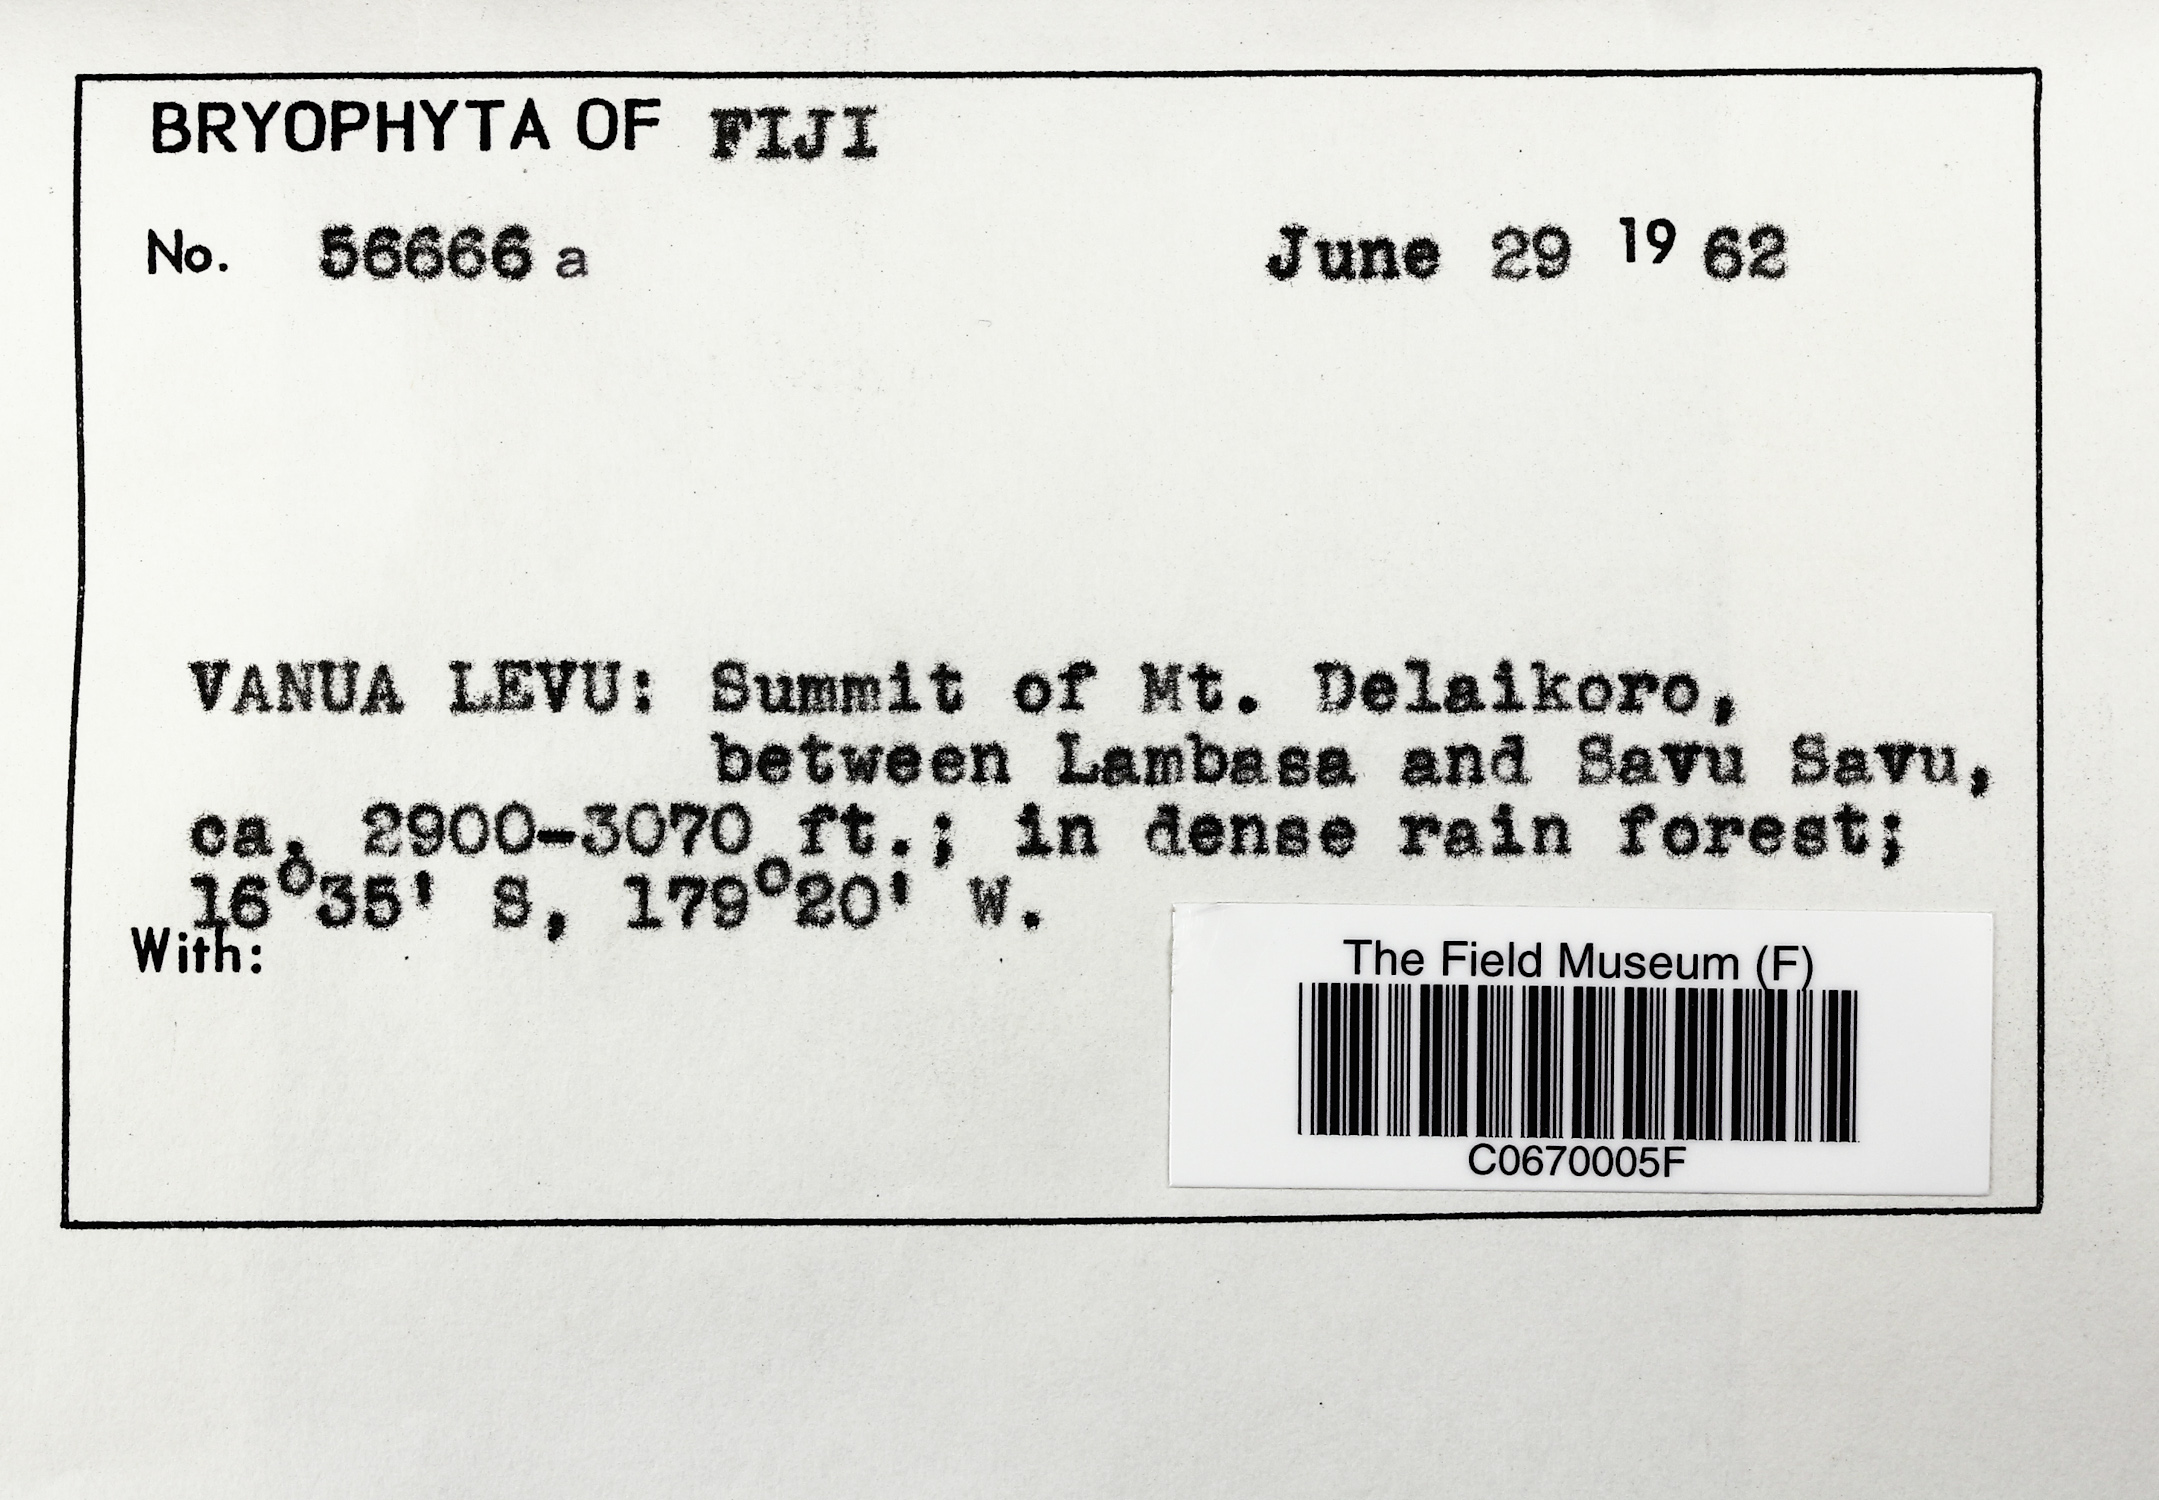 BRYOPHYTA OF FIJI
No. 56666 a June 29 19 62
VANUA LEVU: Summit of Mt. Delaikoro,
between Lambasa and Savu Savu,
ca. 2900-3070 ft.; in dense rain forest;
16°35' S, 179°20' W.
With:
The Field Museum (F)
C0670005F